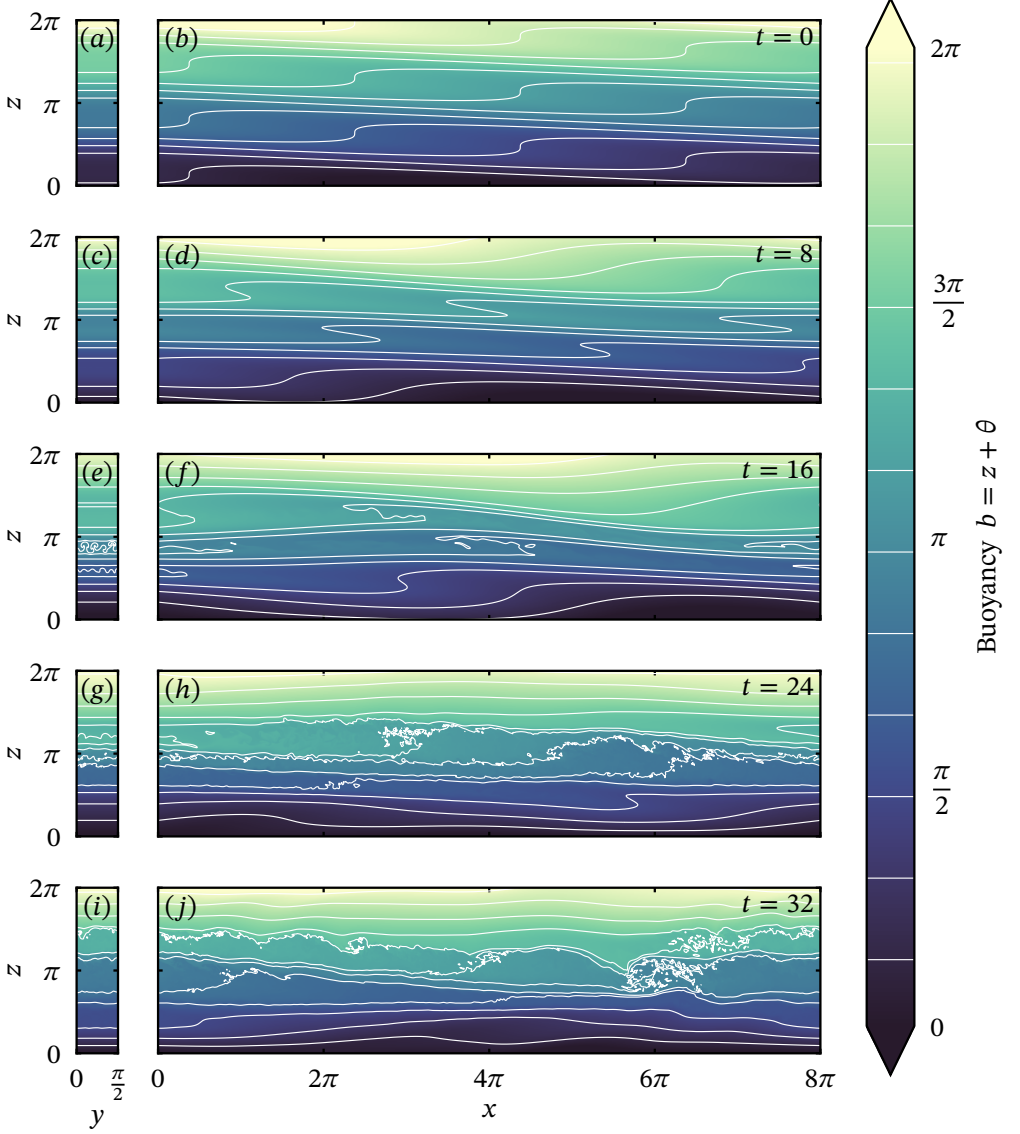 2π
(a)
(b)
t = 0
z
π
0
2π
(c)
(d)
t = 8
z
π
0
2π
(e)
(f)
t = 16
z
π
0
2π
(g)
(h)
t = 24
z
π
0
2π
(i)
(j)
t = 32
z
π
0
0
π/2
y
0
2π
4π
6π
8π
x
2π
3π/2
π
π/2
0
Buoyancy b = z + θ